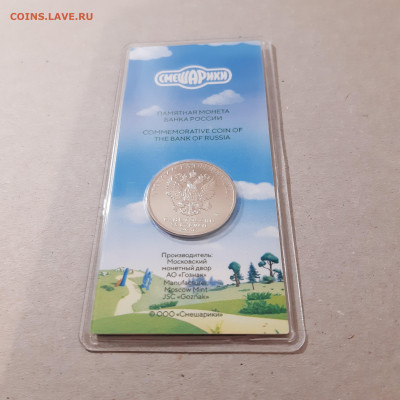 COINS.ЛАВЕ.RU
СМЕШАРИКИ
ПАМЯТНАЯ МОНЕТА
БАНКА РОССИИ
COMMEMORATIVE COIN OF
THE BANK OF RUSSIA
Производитель:
Московский
монетный двор
АО «Гознак»
Manufacturer:
Moscow Mint
JSC «Goznak»
© ООО «Смешарики»